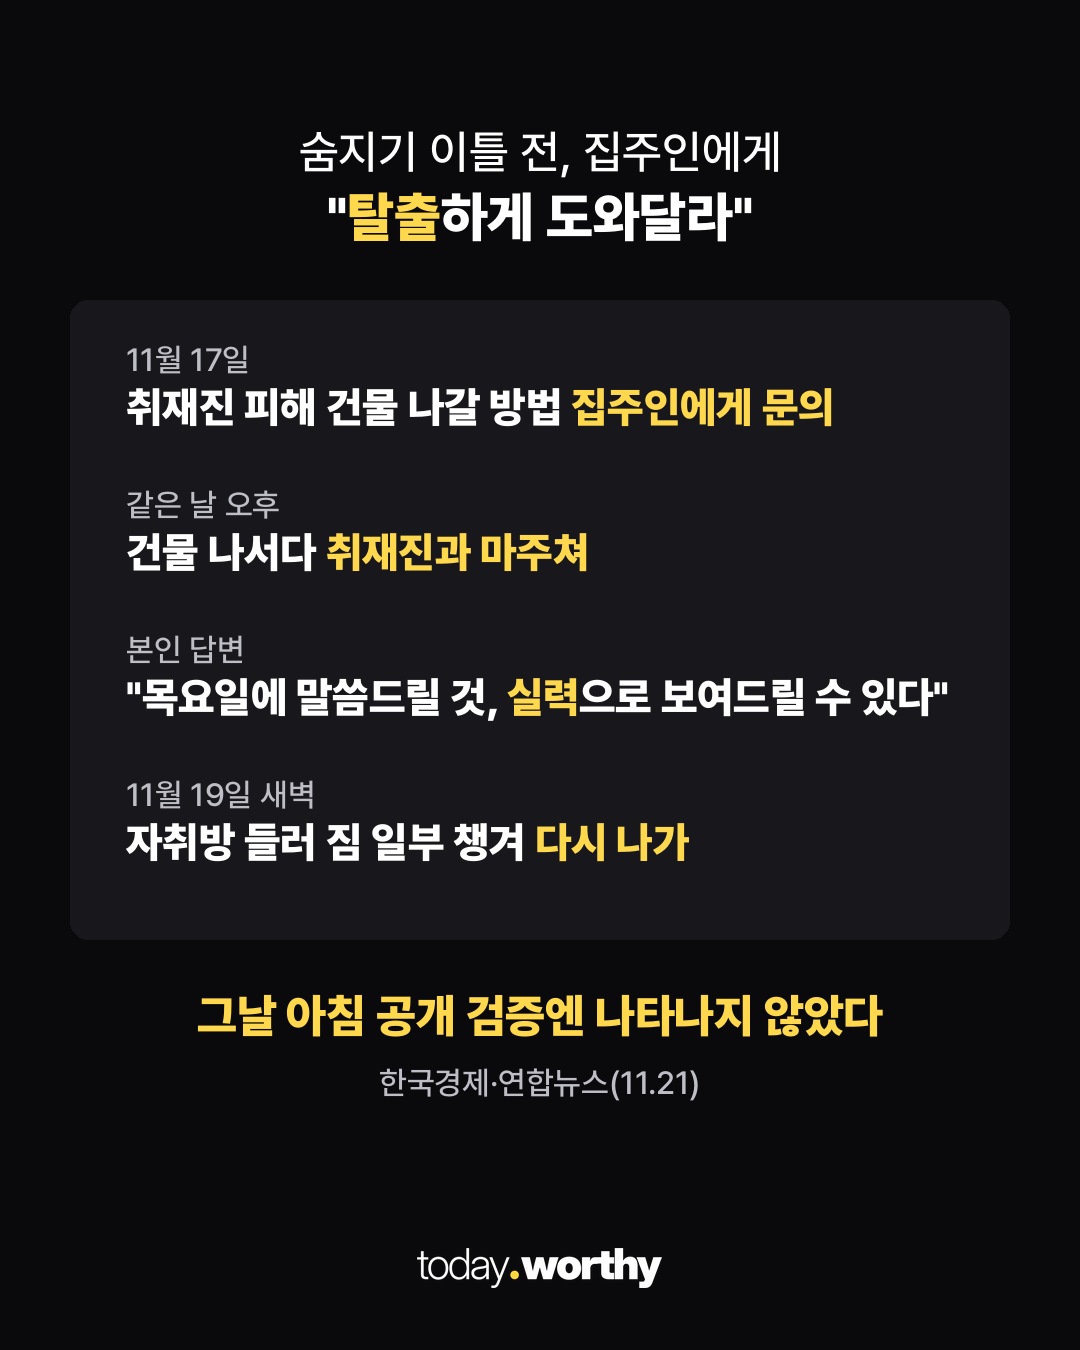 숨지기 이틀 전, 집주인에게
"탈출하게 도와달라"
11월 17일
취재진 피해 건물 나갈 방법 집주인에게 문의
같은 날 오후
건물 나서다 취재진과 마주쳐
본인 답변
"목요일에 말씀드릴 것, 실력으로 보여드릴 수 있다"
11월 19일 새벽
자취방 들러 짐 일부 챙겨 다시 나가
그날 아침 공개 검증엔 나타나지 않았다
한국경제·연합뉴스(11.21)
today.worthy